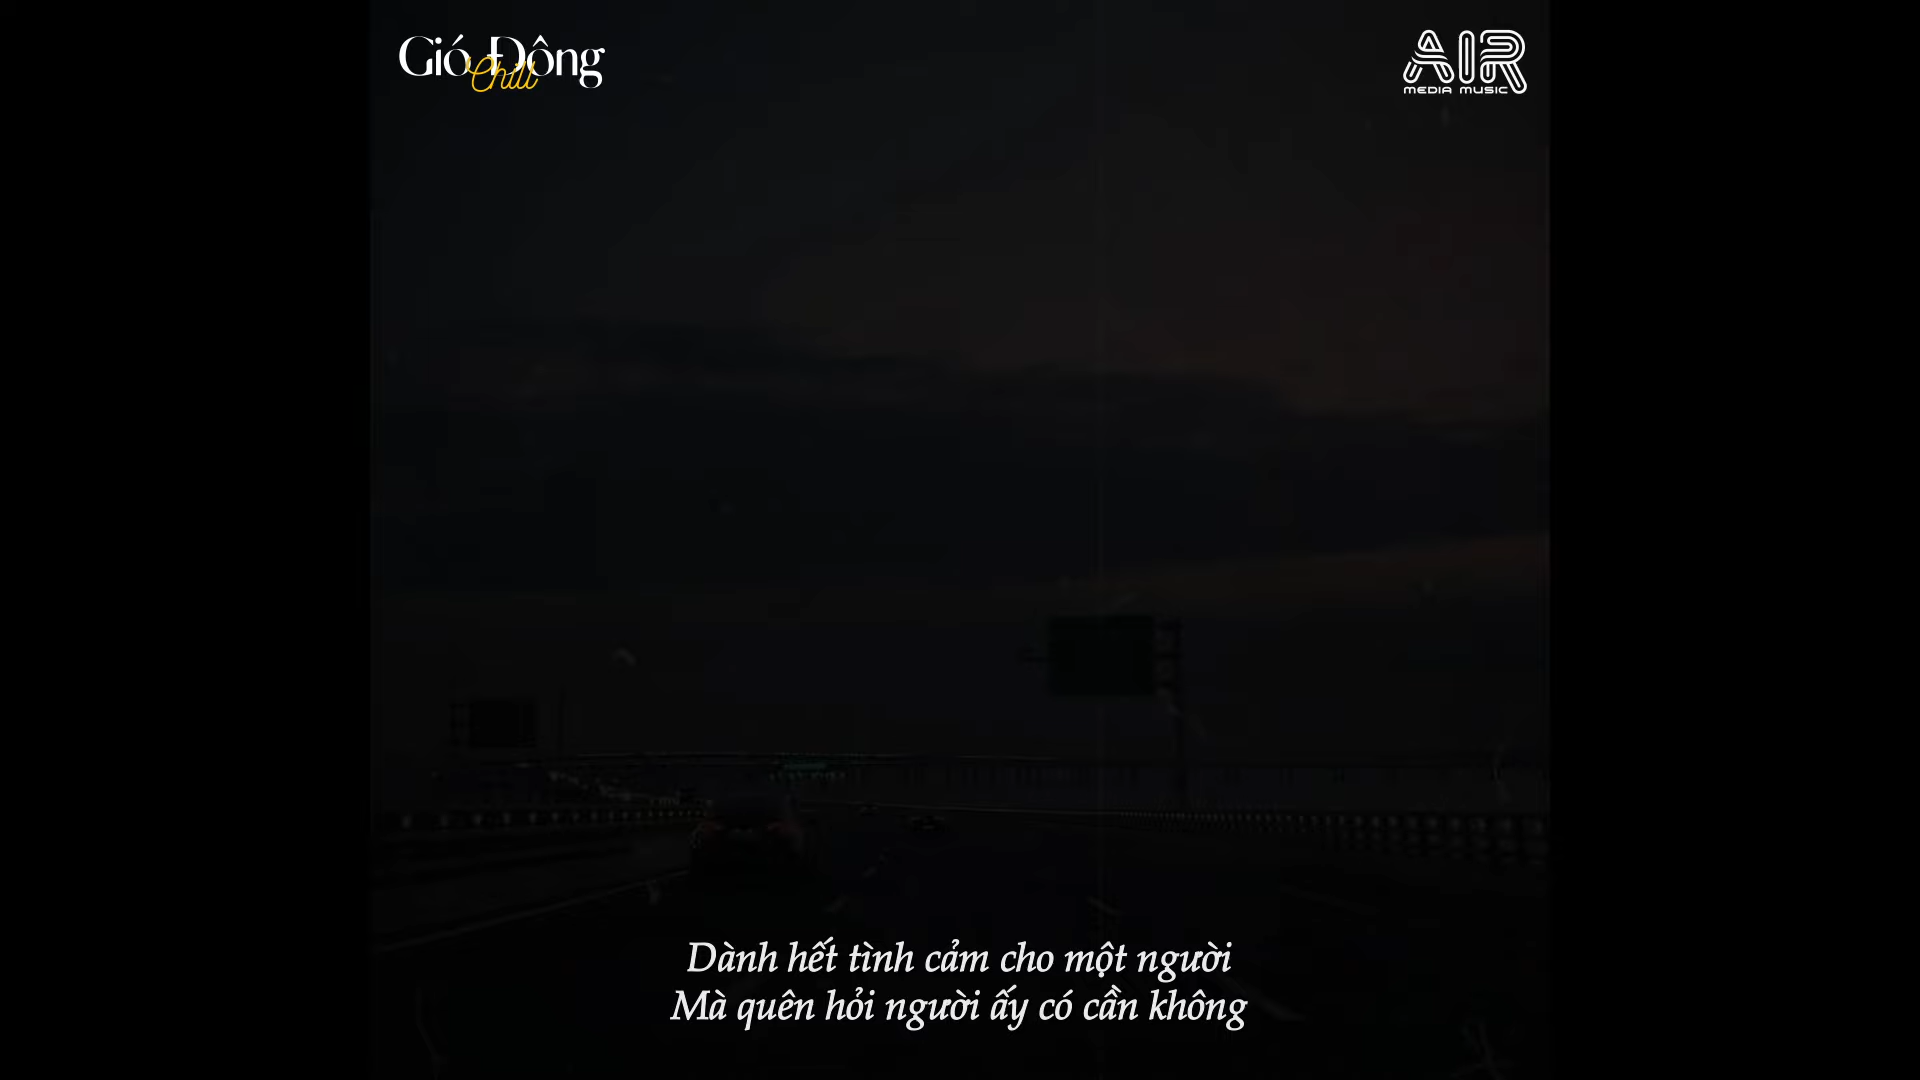 Gió Đông
Chill
AIR
MEDIA MUSIC
Dành hết tình cảm cho một người
Mà quên hỏi người ấy có cần không